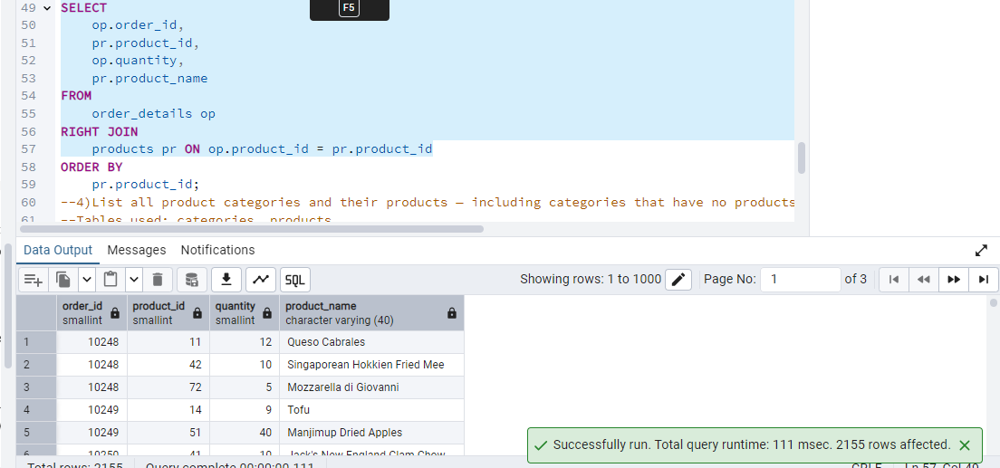 F5
49 SELECT
50 op.order_id,
51 pr.product_id,
52 op.quantity,
53 pr.product_name
54 FROM
55 order_details op
56 RIGHT JOIN
57 products pr ON op.product_id = pr.product_id
58 ORDER BY
59 pr.product_id;
60 --4)List all product categories and their products – including categories that have no products
61 --Tables used: categories, products
Data Output Messages Notifications
SQL Showing rows: 1 to 1000 Page No: 1 of 3
order_id product_id quantity product_name
smallint smallint smallint character varying (40)
1 10248 11 12 Queso Cabrales
2 10248 42 10 Singaporean Hokkien Fried Mee
3 10248 72 5 Mozzarella di Giovanni
4 10249 14 9 Tofu
5 10249 51 40 Manjimup Dried Apples
6 10250 41 10 Jack's New England Clam Chow
Successfully run. Total query runtime: 111 msec. 2155 rows affected.
Total rows: 2155 Query complete 00:00:00.111 CRLF Ln 57, Col 49